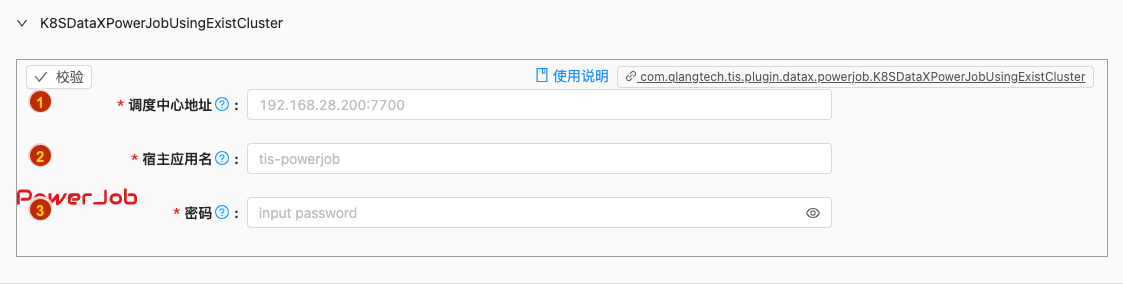 K8SDataXPowerJobUsingExistCluster
校验
使用说明
com.qlangtech.tis.plugin.datax.powerjob.K8SDataXPowerJobUsingExistCluster
1
* 调度中心地址 ? :
192.168.28.200:7700
2
* 宿主应用名 ? :
tis-powerjob
PowerJob
3
* 密码 ? :
input password